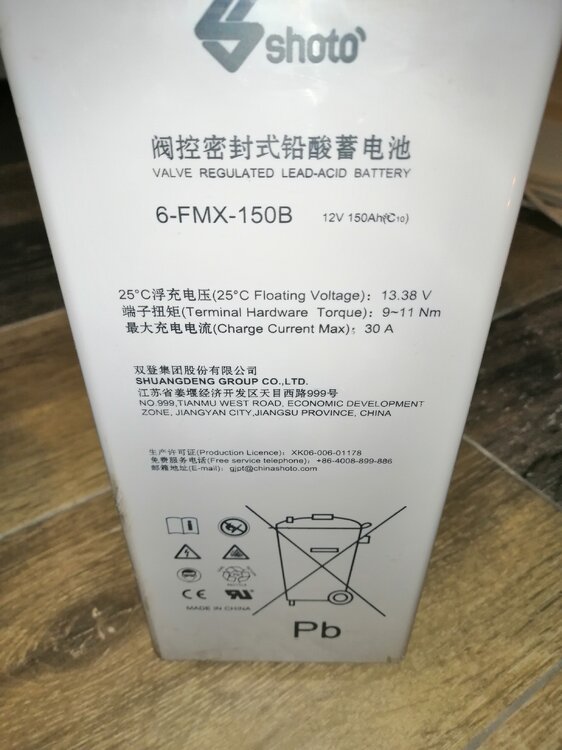 shoto
阀控密封式铅酸蓄电池
VALVE REGULATED LEAD-ACID BATTERY
6-FMX-150B 12V 150Ah(C10)
25°C浮充电压(25°C Floating Voltage): 13.38 V
端子扭矩(Terminal Hardware Torque): 9~11 Nm
最大充电电流(Charge Current Max): 30 A
双登集团股份有限公司
SHUANGDENG GROUP CO.,LTD.
江苏省姜堰经济开发区天目西路999号
NO.999,TIANMU WEST ROAD, ECONOMIC DEVELOPMENT
ZONE, JIANGYAN CITY,JIANGSU PROVINCE, CHINA
生产许可证(Production Licence): XK06-006-01178
免费服务电话(Free service telephone): +86-4008-899-886
邮箱地址(E-mail): gjpt@chinashoto.com
CE
MADE IN CHINA
Pb